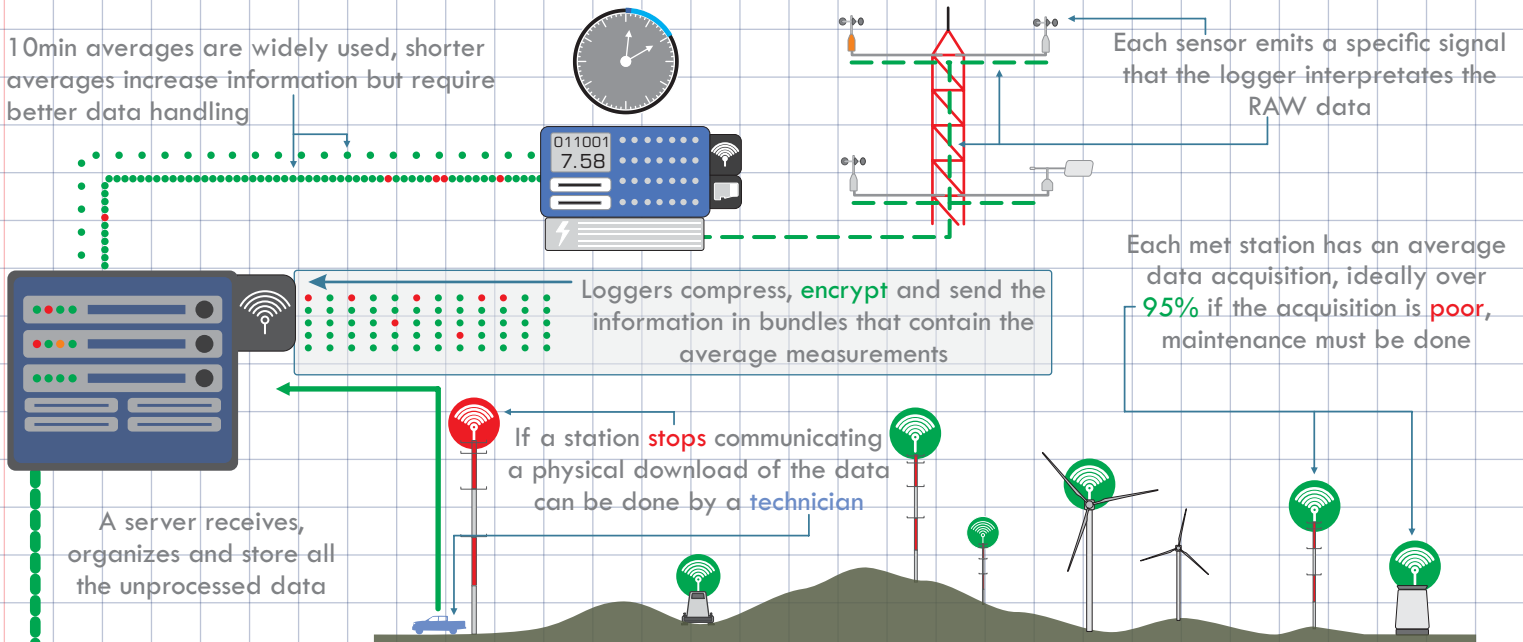 10min averages are widely used, shorter
averages increase information but require
better data handling
011001
7.58
Each sensor emits a specific signal
that the logger interpretates the
RAW data
Each met station has an average
data acquisition, ideally over
95% if the acquisition is poor,
maintenance must be done
Loggers compress, encrypt and send the
information in bundles that contain the
average measurements
If a station stops communicating
a physical download of the data
can be done by a technician
A server receives,
organizes and store all
the unprocessed data